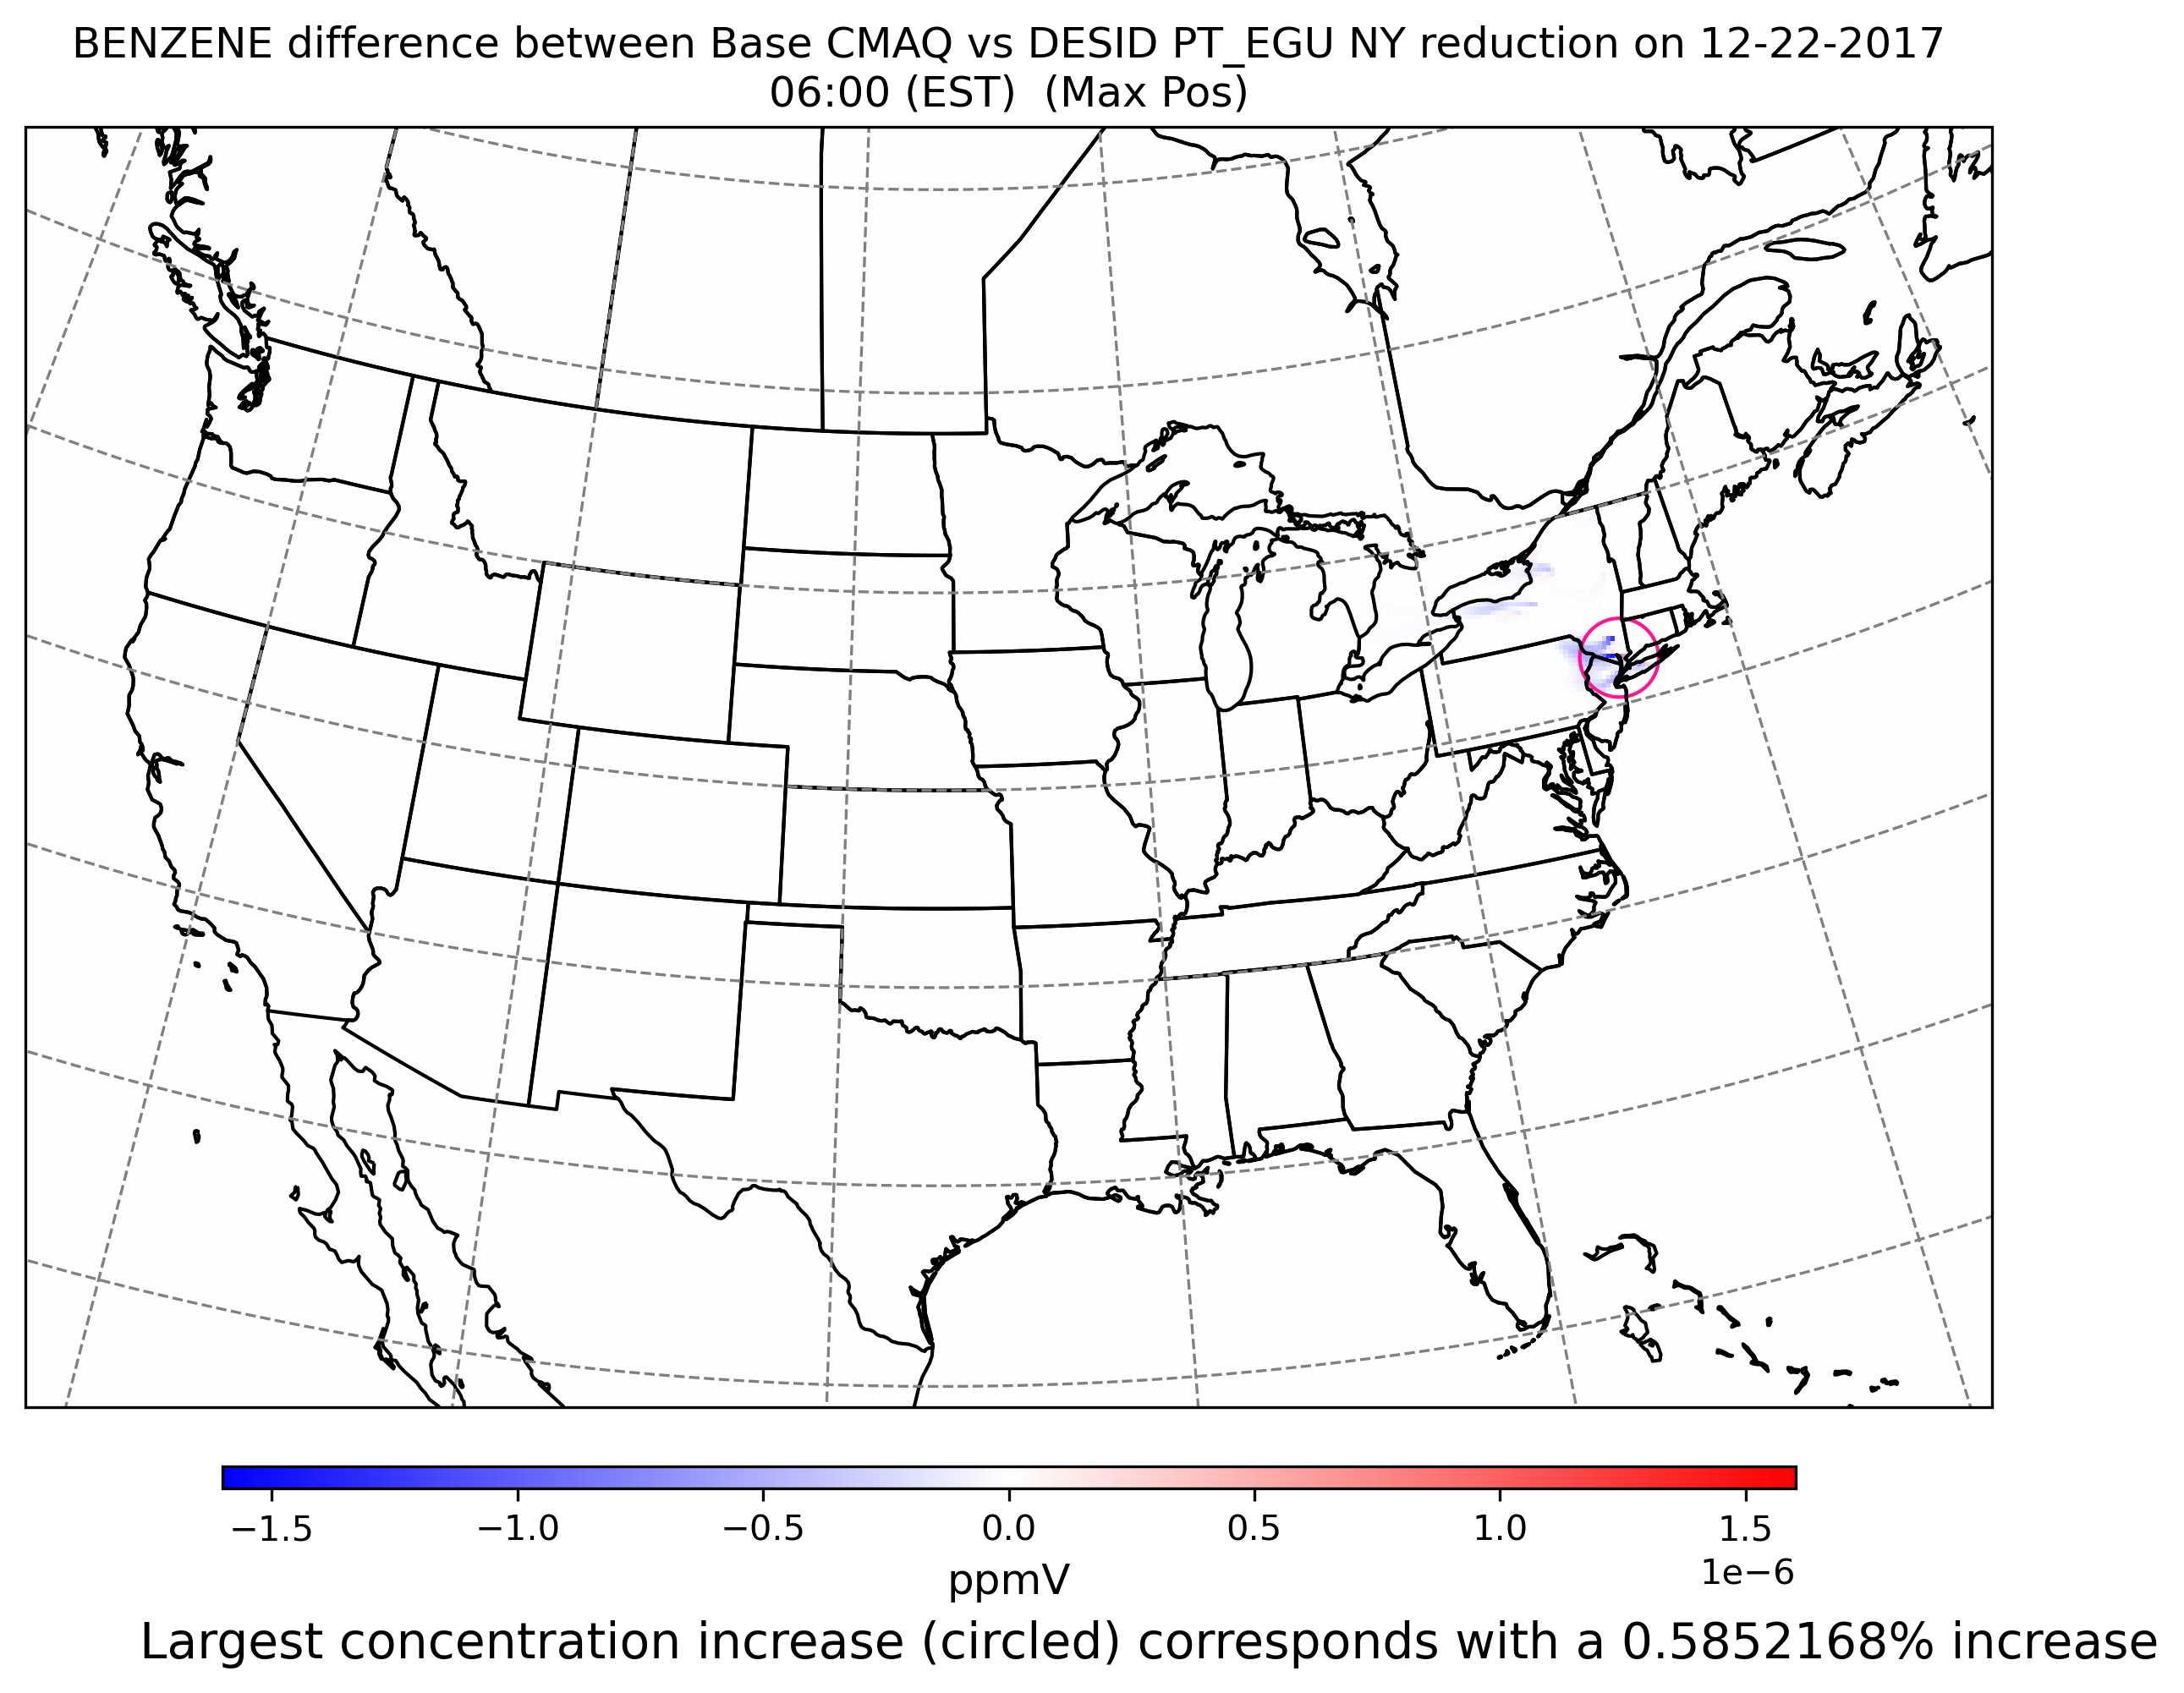 BENZENE difference between Base CMAQ vs DESID PT_EGU NY reduction on 12-22-2017
06:00 (EST)  (Max Pos)
−1.5 −1.0 −0.5 0.0 0.5 1.0 1.5
1e−6
ppmV
Largest concentration increase (circled) corresponds with a 0.5852168% increase